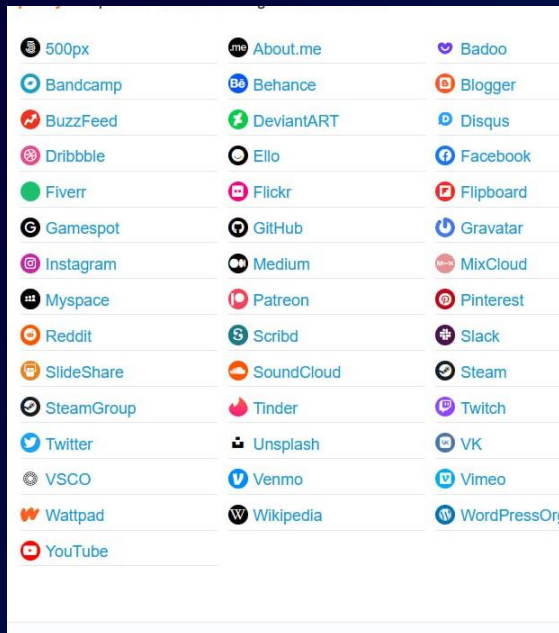 500px About.me Badoo
Bandcamp Behance Blogger
BuzzFeed DeviantART Disqus
Dribbble Ello Facebook
Fiverr Flickr Flipboard
Gamespot GitHub Gravatar
Instagram Medium MixCloud
Myspace Patreon Pinterest
Reddit Scribd Slack
SlideShare SoundCloud Steam
SteamGroup Tinder Twitch
Twitter Unsplash VK
VSCO Venmo Vimeo
Wattpad Wikipedia WordPressOrg
YouTube